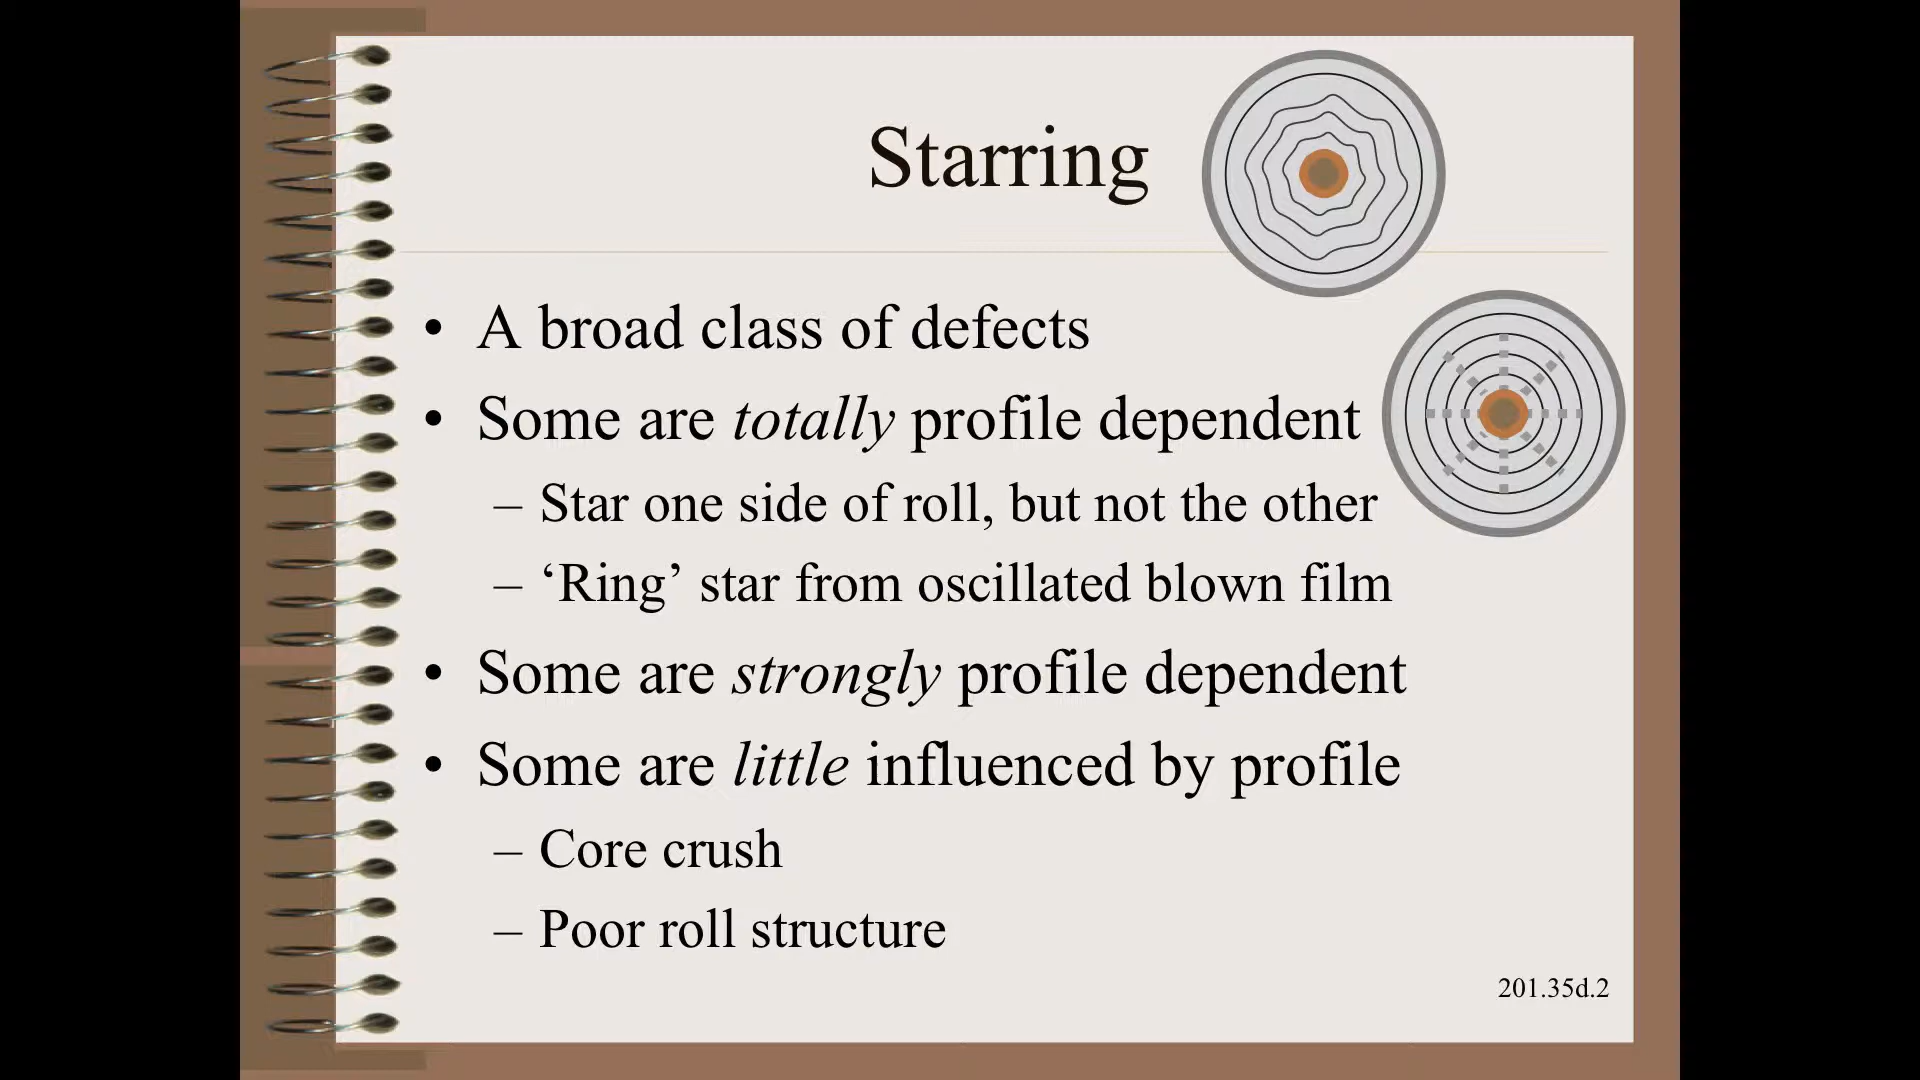 Starring
• A broad class of defects
• Some are totally profile dependent
– Star one side of roll, but not the other
– ‘Ring’ star from oscillated blown film
• Some are strongly profile dependent
• Some are little influenced by profile
– Core crush
– Poor roll structure
201.35d.2